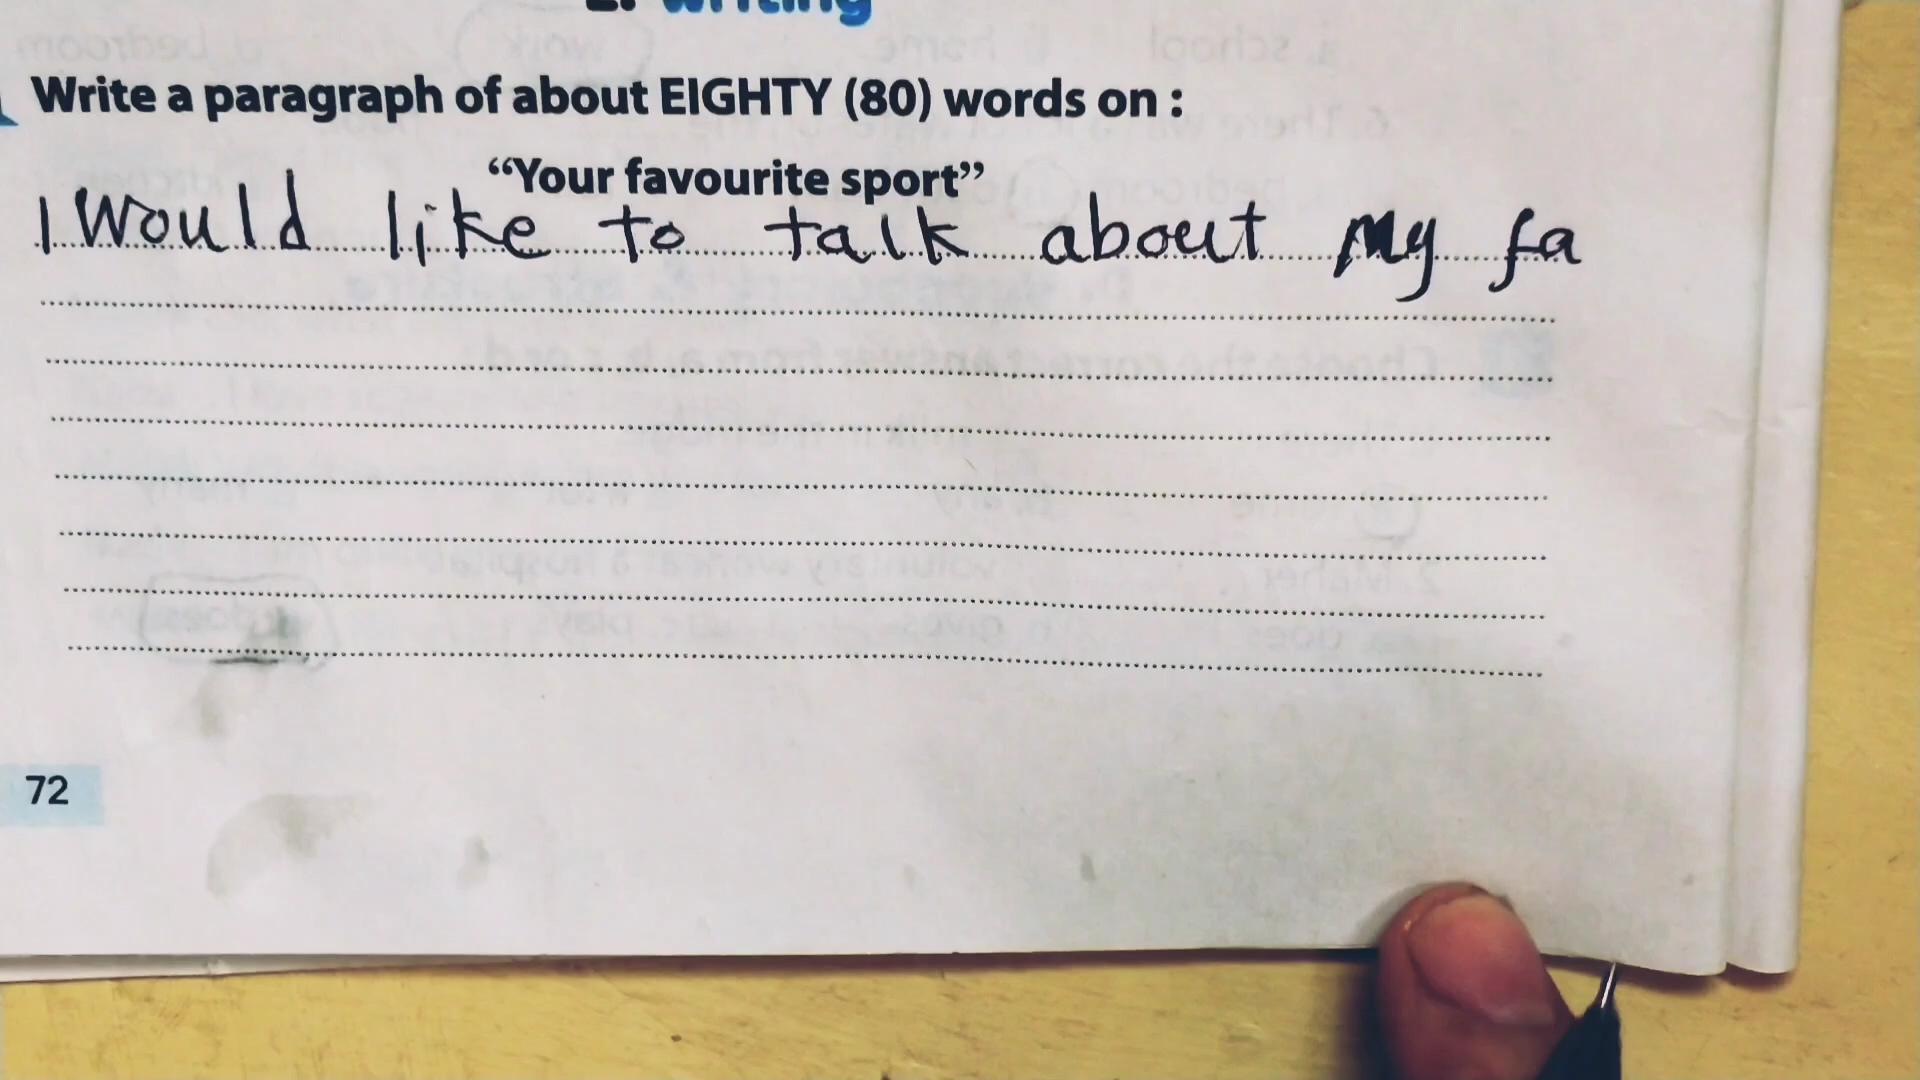 Writing
Write a paragraph of about EIGHTY (80) words on :
“Your favourite sport”
I Would like to talk about My fa
72